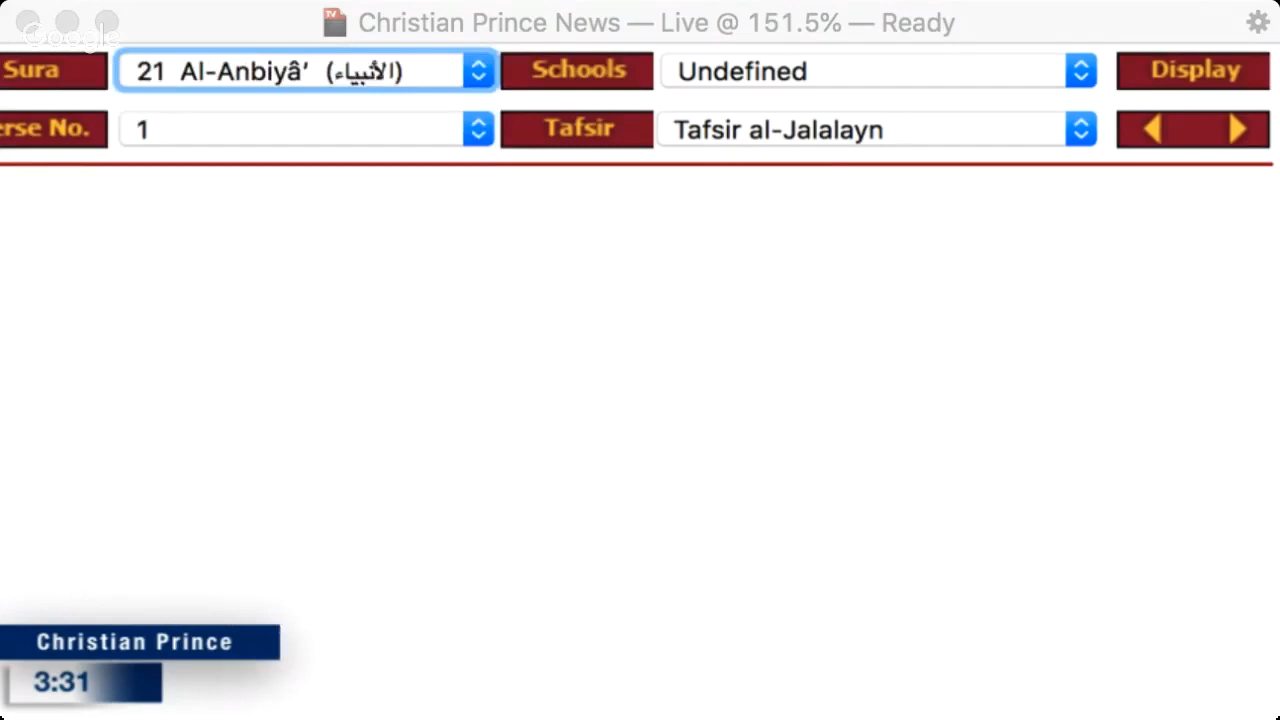 Christian Prince News — Live @ 151.5% — Ready
Google
Sura 21 Al-Anbiyâ’ (الأنبياء) Schools Undefined Display
erse No. 1 Tafsir Tafsir al-Jalalayn
Christian Prince
3:31